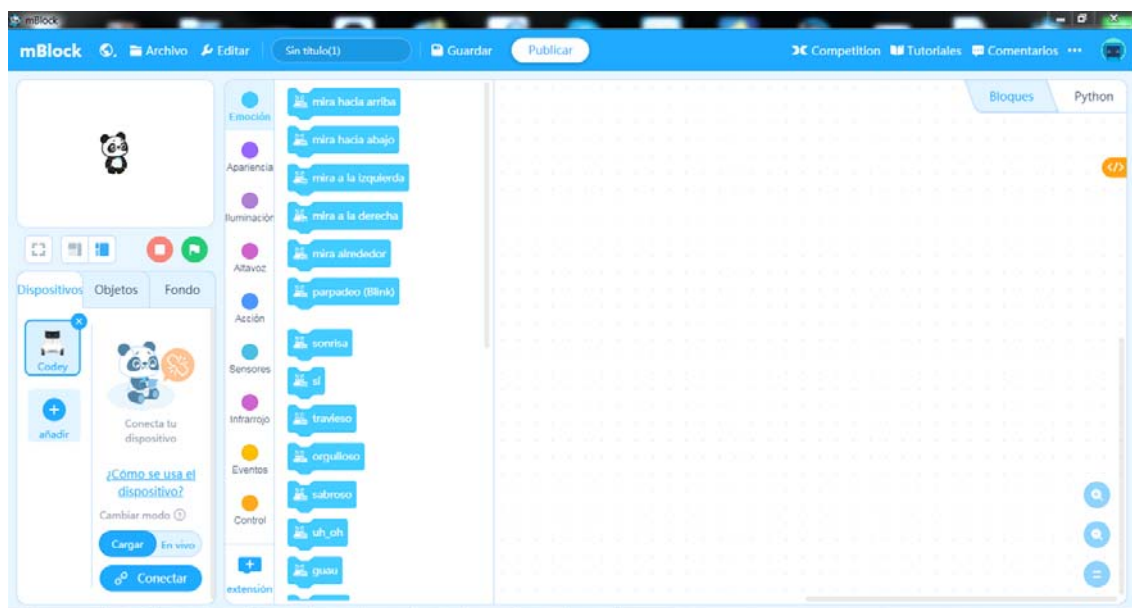 mBlock
mBlock Archivo Editar Sin título(1) Guardar Publicar Competition Tutoriales Comentarios
Bloques Python
Emoción
Apariencia
Iluminación
Altavoz
Acción
Sensores
Infrarrojo
Eventos
Control
extensión
mira hacia arriba
mira hacia abajo
mira a la izquierda
mira a la derecha
mira alrededor
parpadeo (Blink)
sonrisa
sí
travieso
orgulloso
sabroso
uh_oh
guau
Dispositivos Objetos Fondo
Codey
añadir
Conecta tu
dispositivo
¿Cómo se usa el
dispositivo?
Cambiar modo
Cargar En vivo
Conectar